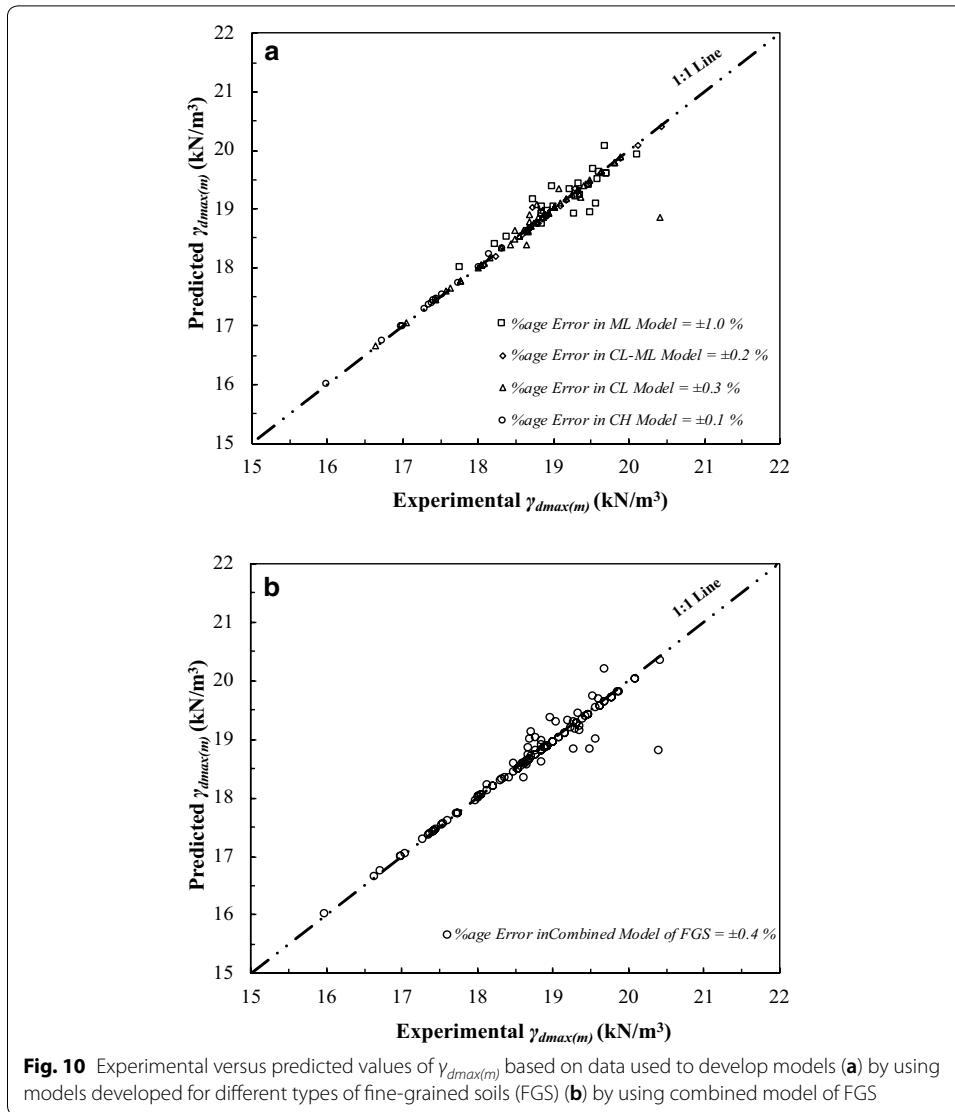 a
22
21
20
19
18
17
16
15
Predicted γdmax(m) (kN/m³)
1:1 Line
%age Error in ML Model = ±1.0 %
%age Error in CL-ML Model = ±0.2 %
%age Error in CL Model = ±0.3 %
%age Error in CH Model = ±0.1 %
15 16 17 18 19 20 21 22
Experimental γdmax(m) (kN/m³)
b
22
21
20
19
18
17
16
15
Predicted γdmax(m) (kN/m³)
1:1 Line
%age Error inCombined Model of FGS = ±0.4 %
15 16 17 18 19 20 21 22
Experimental γdmax(m) (kN/m³)
Fig. 10 Experimental versus predicted values of γdmax(m) based on data used to develop models (a) by using
models developed for different types of fine-grained soils (FGS) (b) by using combined model of FGS